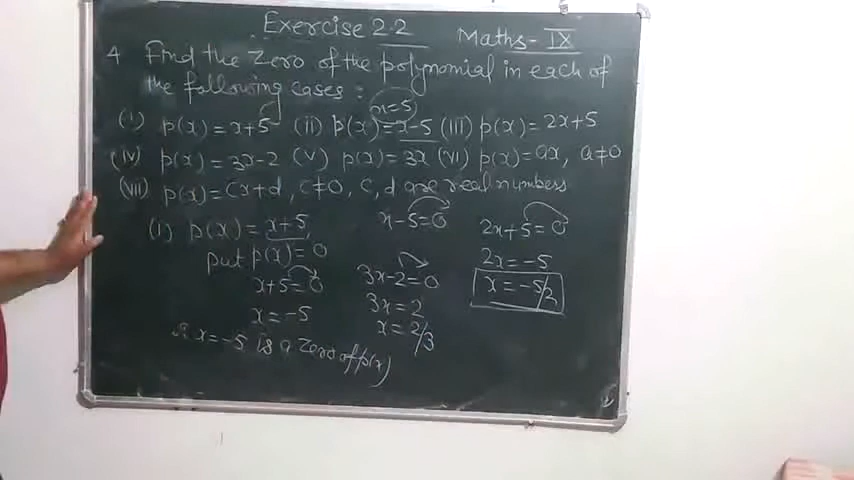 Exercise 2.2
Maths- IX
4 Find the Zero of the polynomial in each of
the following cases :
x=5
(i) p(x) = x+5 (ii) p(x) = x-5 (iii) p(x) = 2x+5
(iv) p(x) = 3x-2 (v) p(x) = 3x (vi) p(x) = ax, a≠0
(vii) p(x) = cx+d, c≠0, c, d are real numbers.
(i) p(x) = x+5,
put p(x) = 0
x+5 = 0
x = -5
∴ x = -5 is a zero of p(x)
x-5 = 0
3x-2 = 0
3x = 2
x = 2/3
2x+5 = 0
2x = -5
x = -5/2